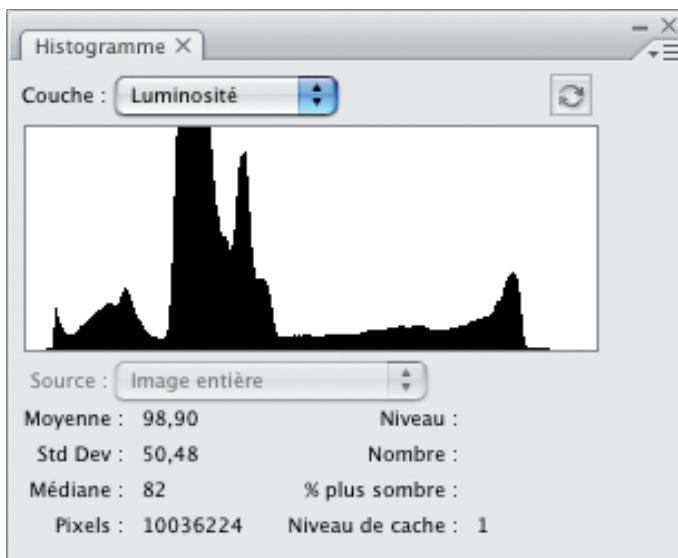 Histogramme
Couche : Luminosité
Source : Image entière
Moyenne : 98,90 Niveau :
Std Dev : 50,48 Nombre :
Médiane : 82 % plus sombre :
Pixels : 10036224 Niveau de cache : 1